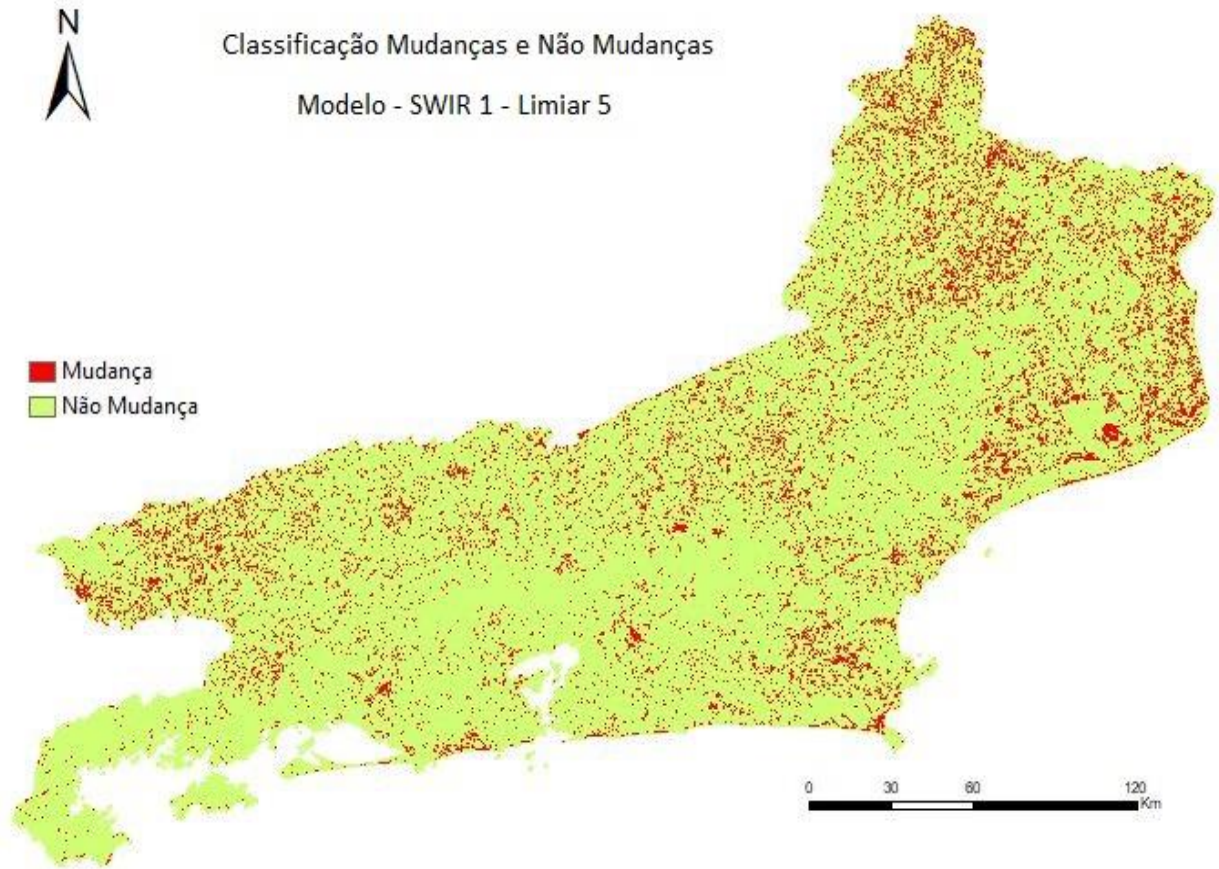 N
Classificação Mudanças e Não Mudanças
Modelo - SWIR 1 - Limiar 5
Mudança
Não Mudança
0 30 60 120
Km